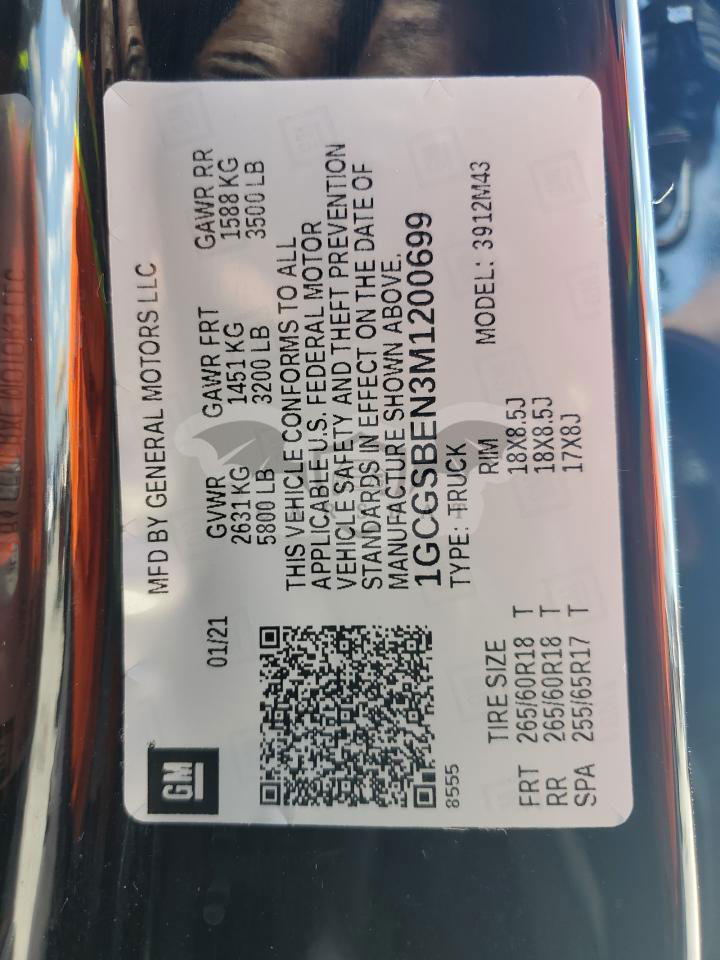 GM
MFD BY GENERAL MOTORS LLC
01/21
GVWR GAWR FRT GAWR RR
2631 KG 1451 KG 1588 KG
5800 LB 3200 LB 3500 LB
THIS VEHICLE CONFORMS TO ALL
APPLICABLE U.S. FEDERAL MOTOR
VEHICLE SAFETY AND THEFT PREVENTION
STANDARDS IN EFFECT ON THE DATE OF
MANUFACTURE SHOWN ABOVE.
1GCGSBEN3M1200699
8555
TYPE: TRUCK
MODEL: 3912M43
TIRE SIZE RIM
FRT 265/60R18 T 18X8.5J
RR 265/60R18 T 18X8.5J
SPA 255/65R17 T 17X8J